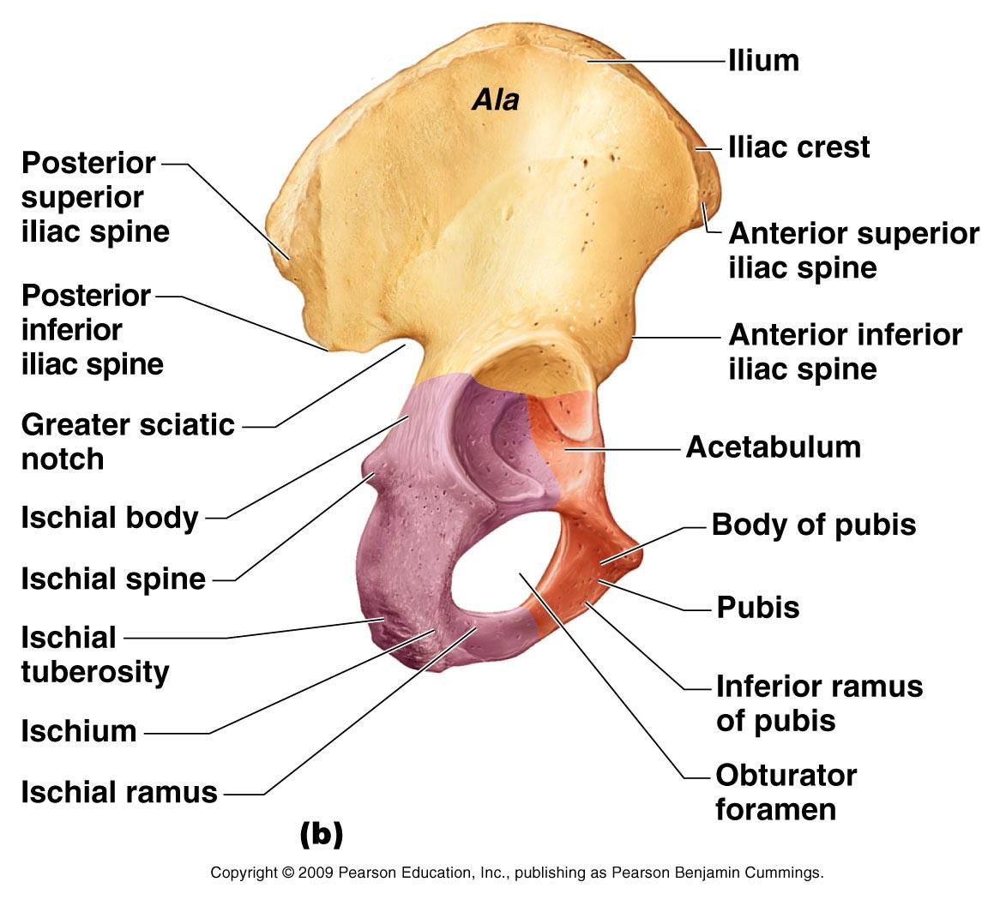 Ilium
Ala
Iliac crest
Posterior
superior
iliac spine
Anterior superior
iliac spine
Posterior
inferior
iliac spine
Anterior inferior
iliac spine
Greater sciatic
notch
Acetabulum
Ischial body
Body of pubis
Ischial spine
Pubis
Ischial
tuberosity
Inferior ramus
of pubis
Ischium
Obturator
foramen
Ischial ramus
(b)
Copyright © 2009 Pearson Education, Inc., publishing as Pearson Benjamin Cummings.